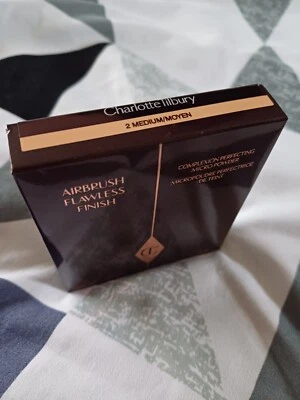 Charlotte Tilbury
2 MEDIUM/MOYEN
AIRBRUSH
FLAWLESS
FINISH
COMPLEXION PERFECTING
MICRO POWDER
MICROPOUDRE PERFECTRICE
DE TEINT
CT